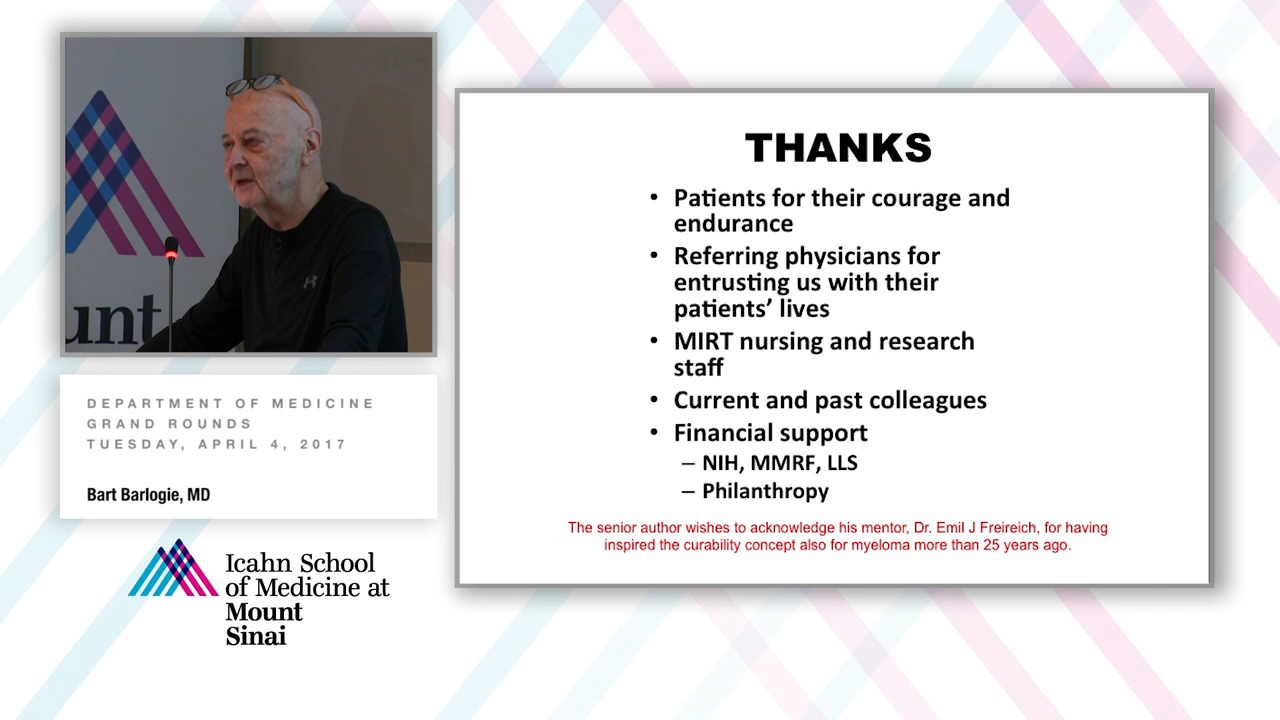 unt
DEPARTMENT OF MEDICINE
GRAND ROUNDS
TUESDAY, APRIL 4, 2017
Bart Barlogie, MD
Icahn School
of Medicine at
Mount
Sinai
THANKS
• Patients for their courage and
endurance
• Referring physicians for
entrusting us with their
patients’ lives
• MIRT nursing and research
staff
• Current and past colleagues
• Financial support
– NIH, MMRF, LLS
– Philanthropy
The senior author wishes to acknowledge his mentor, Dr. Emil J Freireich, for having
inspired the curability concept also for myeloma more than 25 years ago.